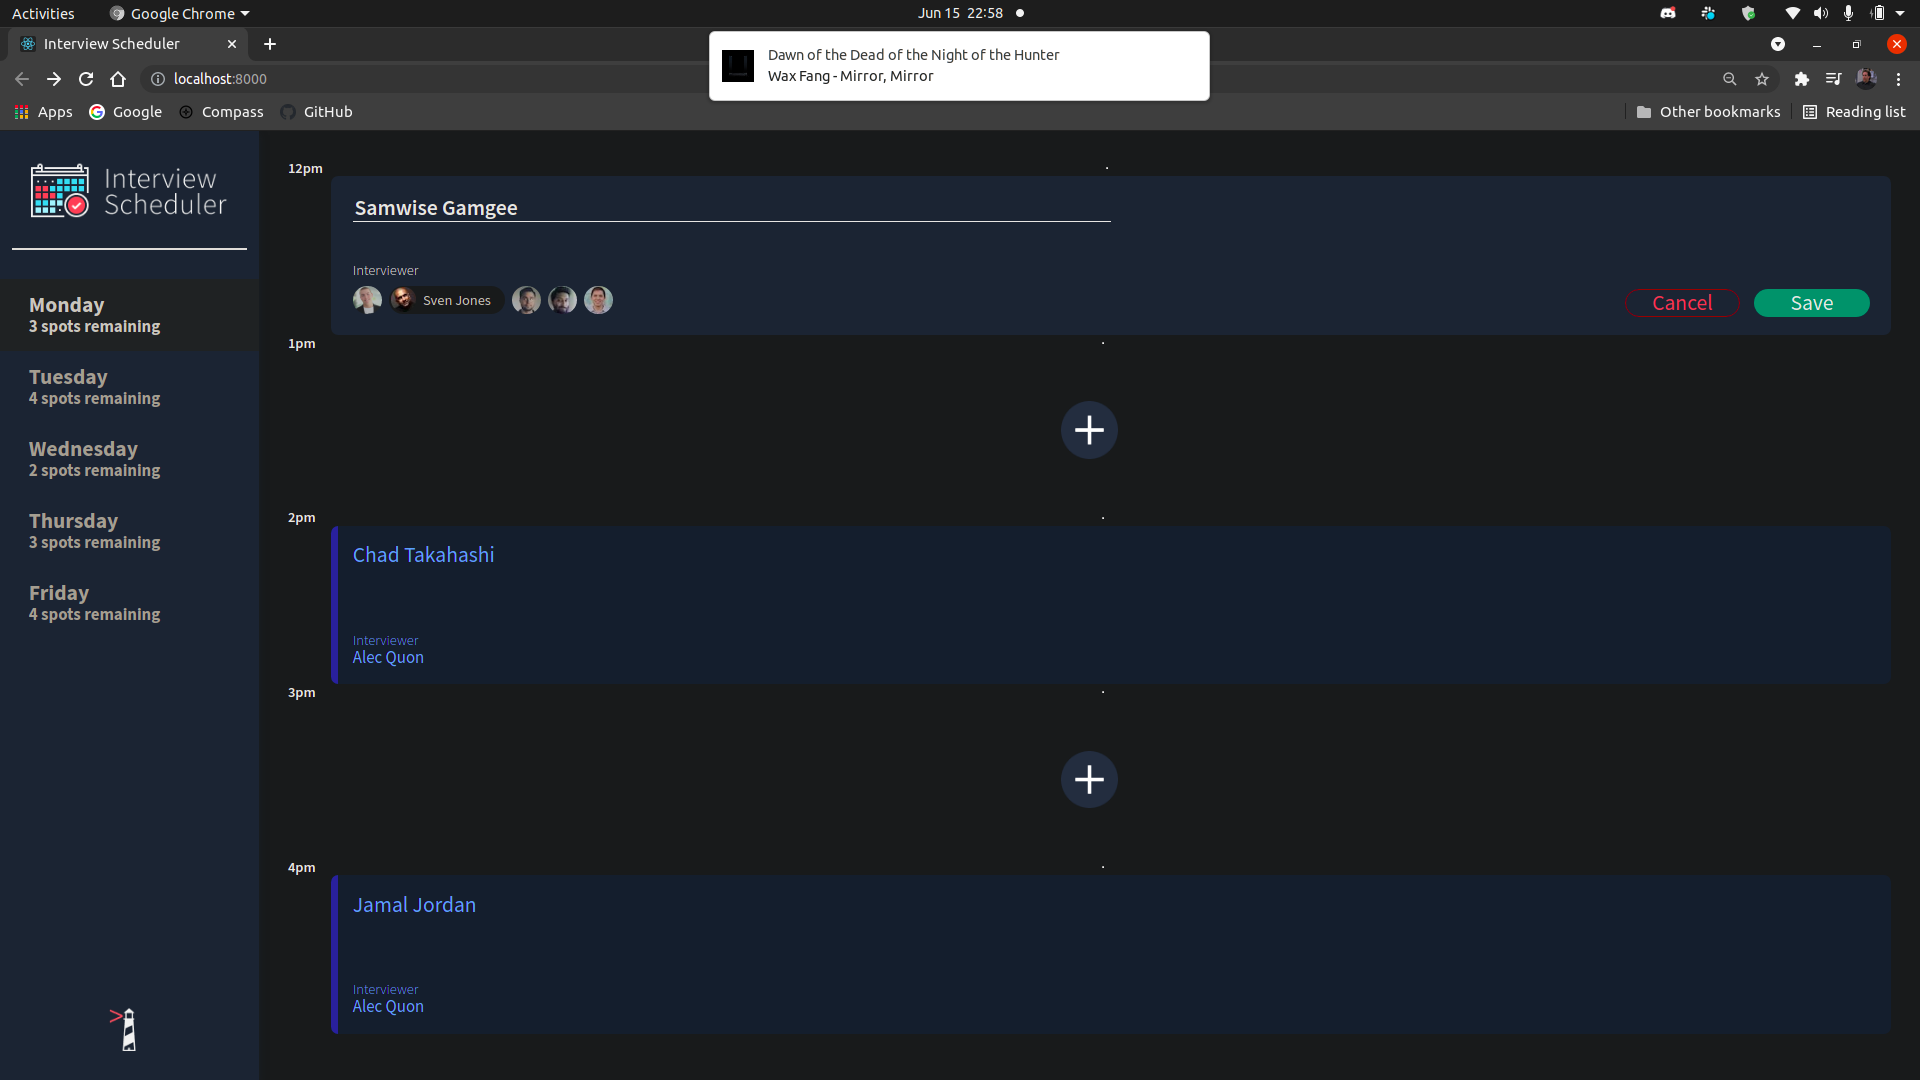 Activities
Google Chrome
Jun 15 22:58
Interview Scheduler
Dawn of the Dead of the Night of the Hunter
Wax Fang - Mirror, Mirror
localhost:8000
Apps
Google
Compass
GitHub
Other bookmarks
Reading list
Interview
Scheduler
Monday
3 spots remaining
Tuesday
4 spots remaining
Wednesday
2 spots remaining
Thursday
3 spots remaining
Friday
4 spots remaining
12pm
Samwise Gamgee
Interviewer
Sven Jones
Cancel
Save
1pm
2pm
Chad Takahashi
Interviewer
Alec Quon
3pm
4pm
Jamal Jordan
Interviewer
Alec Quon